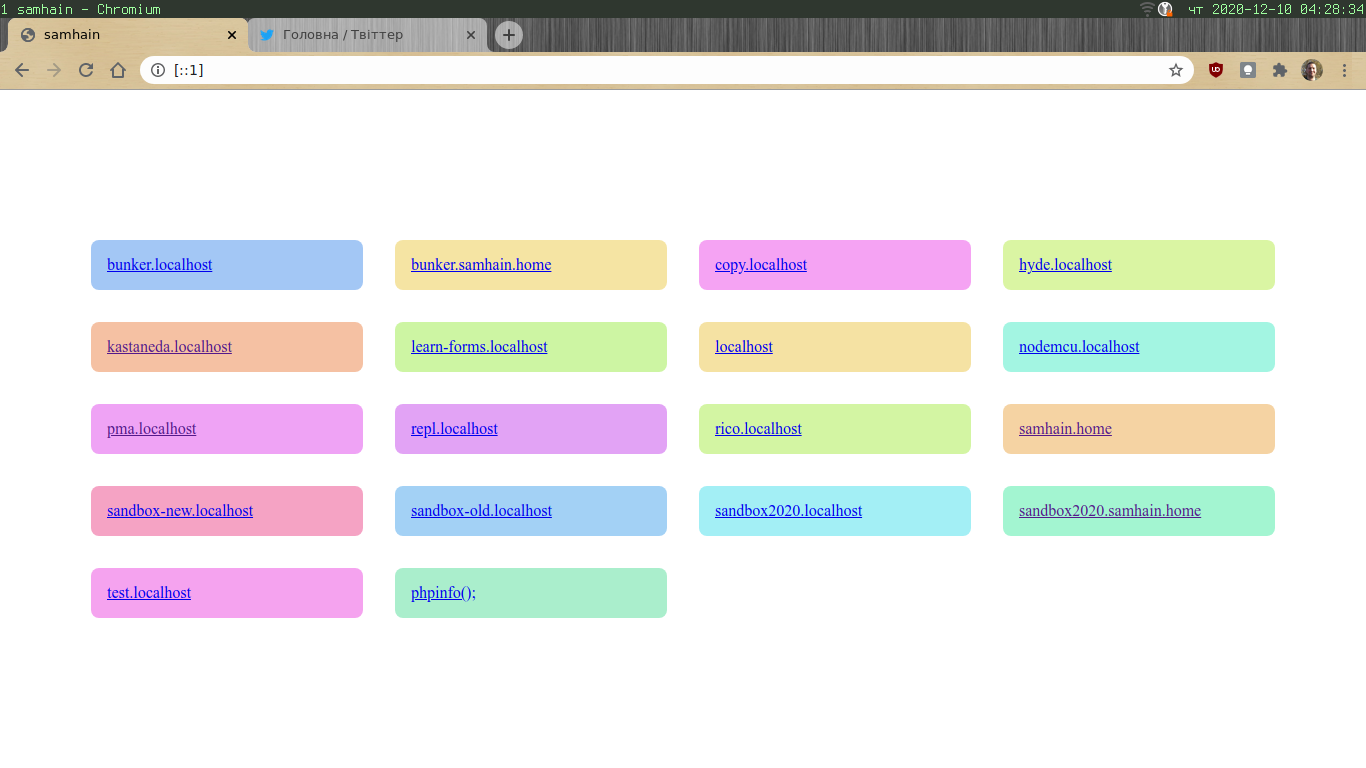 1 samhain - Chromium
чт 2020-12-10 04:28:34
samhain
Головна / Твіттер
[::1]
bunker.localhost
bunker.samhain.home
copy.localhost
hyde.localhost
kastaneda.localhost
learn-forms.localhost
localhost
nodemcu.localhost
pma.localhost
repl.localhost
rico.localhost
samhain.home
sandbox-new.localhost
sandbox-old.localhost
sandbox2020.localhost
sandbox2020.samhain.home
test.localhost
phpinfo();